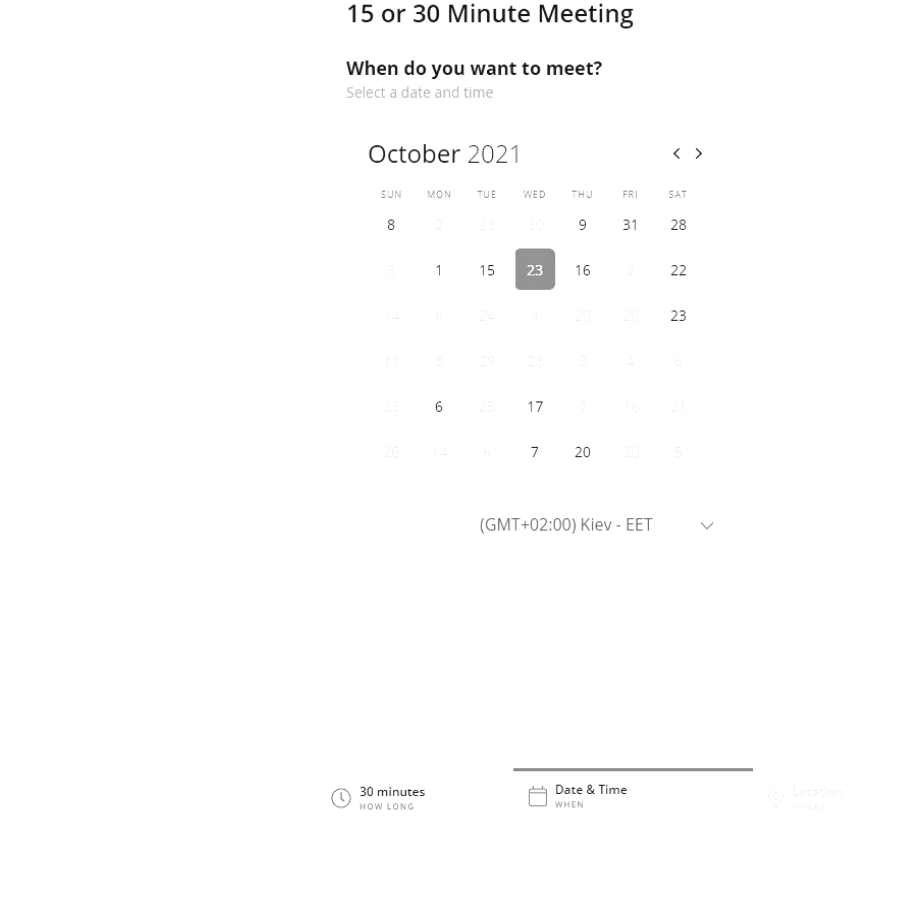 15 or 30 Minute Meeting
When do you want to meet?
Select a date and time
October 2021
SUN MON TUE WED THU FRI SAT
8 2 23 30 9 31 28
5 1 15 23 16 2 22
14 6 24 4 29 26 23
11 8 29 28 2 4 6
23 6 25 17 7 16 21
26 14 6 7 20 30 5
(GMT+02:00) Kiev - EET
30 minutes
HOW LONG
Date & Time
WHEN
Location
WHERE